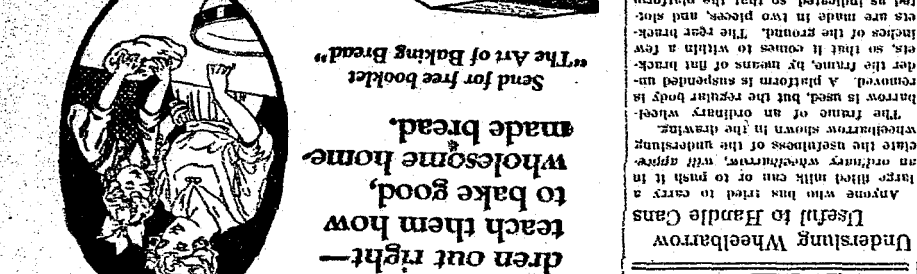 dren out right—
teach them how
to bake good,
wholesome home-
made bread.
Send for free booklet
"The Art of Baking Bread"
Underslung Wheelbarrow
Useful to Handle Cans
Anyone who has tried to carry a
large filled milk can or to push it in
an ordinary wheelbarrow, will appre-
ciate the usefulness of the underslung
wheelbarrow shown in the drawing.
The frame of an ordinary wheel-
barrow is used, but the regular body is
removed. A platform is suspended un-
der the frame, by means of flat brack-
ets, so that it comes to within a few
inches of the ground. The rear brack-
ets are made in two pieces, and slot-
ted as indicated, so that the platform